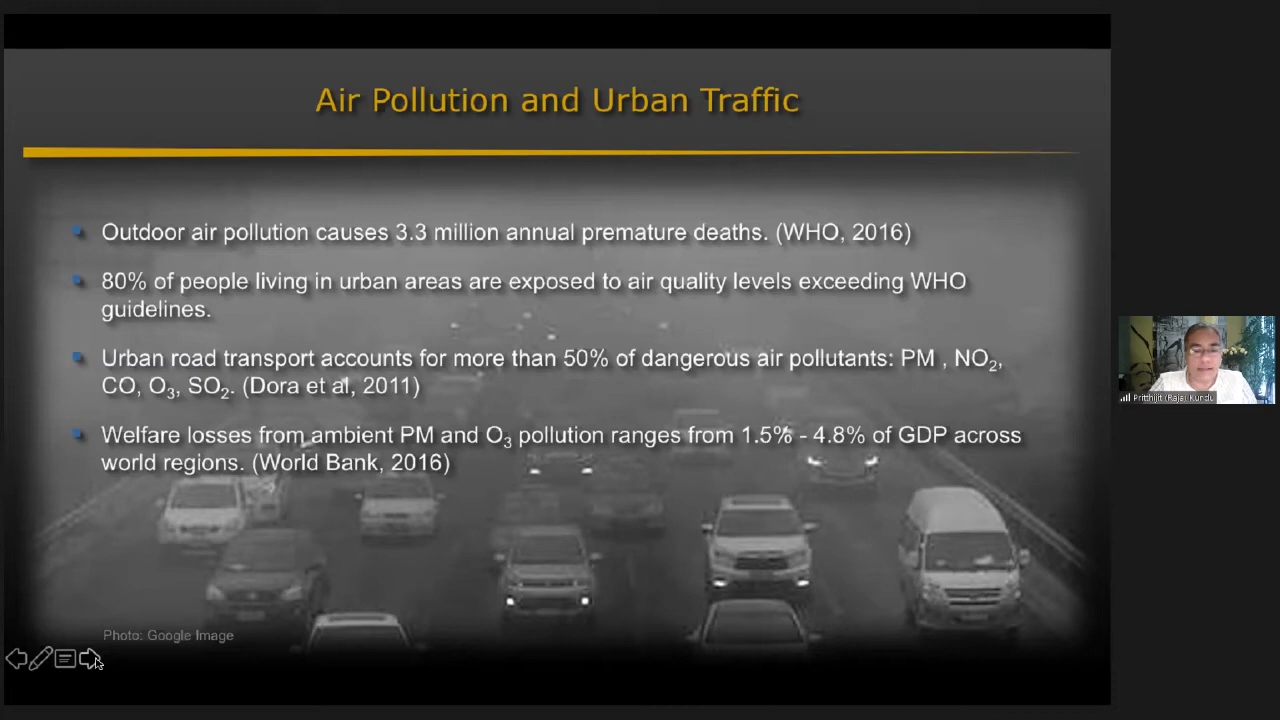 Air Pollution and Urban Traffic
Outdoor air pollution causes 3.3 million annual premature deaths. (WHO, 2016)
80% of people living in urban areas are exposed to air quality levels exceeding WHO
guidelines.
Urban road transport accounts for more than 50% of dangerous air pollutants: PM , NO₂,
CO, O₃, SO₂. (Dora et al, 2011)
Welfare losses from ambient PM and O₃ pollution ranges from 1.5% - 4.8% of GDP across
world regions. (World Bank, 2016)
Photo: Google Image
Pritthijit (Raja) Kundu